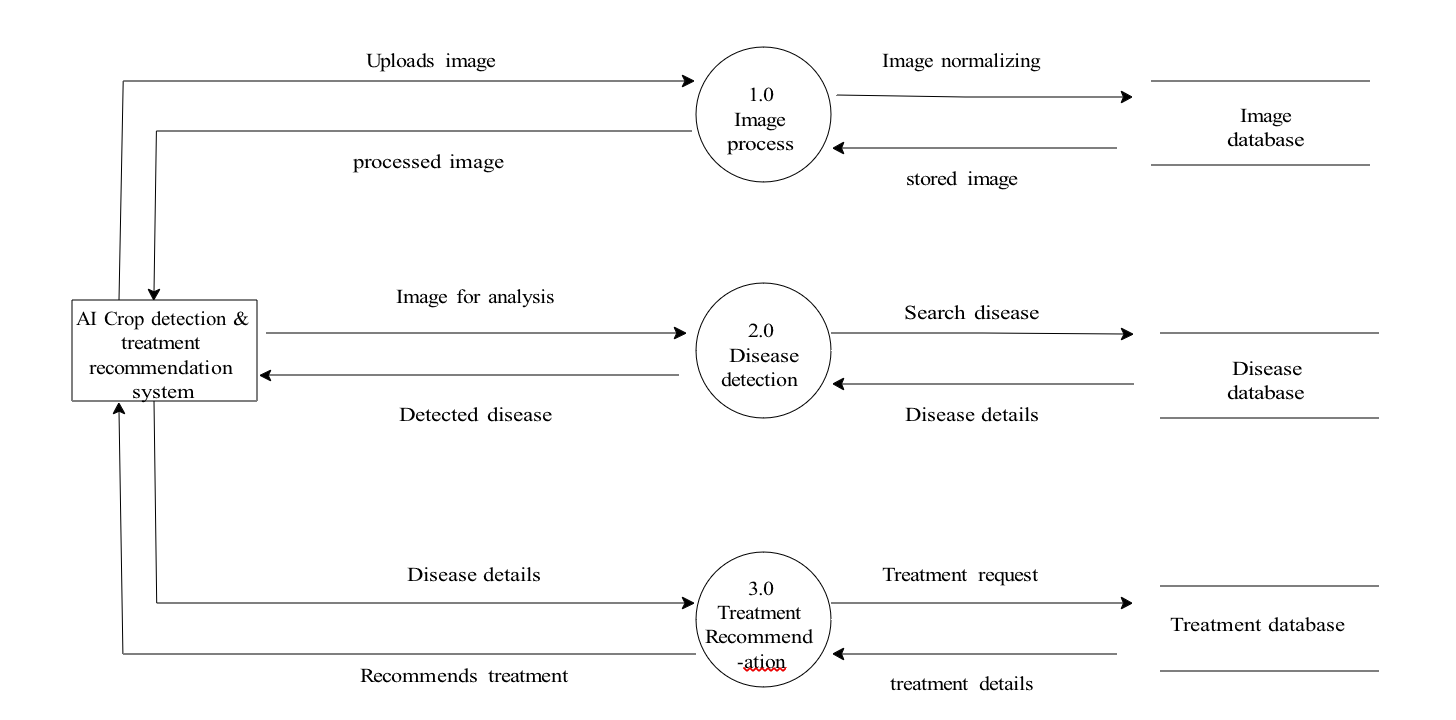 Uploads image
Image normalizing
1.0
Image
process
Image
database
processed image
stored image
Image for analysis
Search disease
AI Crop detection &
treatment
recommendation
system
2.0
Disease
detection
Disease
database
Detected disease
Disease details
Disease details
Treatment request
3.0
Treatment
Recommend
-ation
Treatment database
Recommends treatment
treatment details